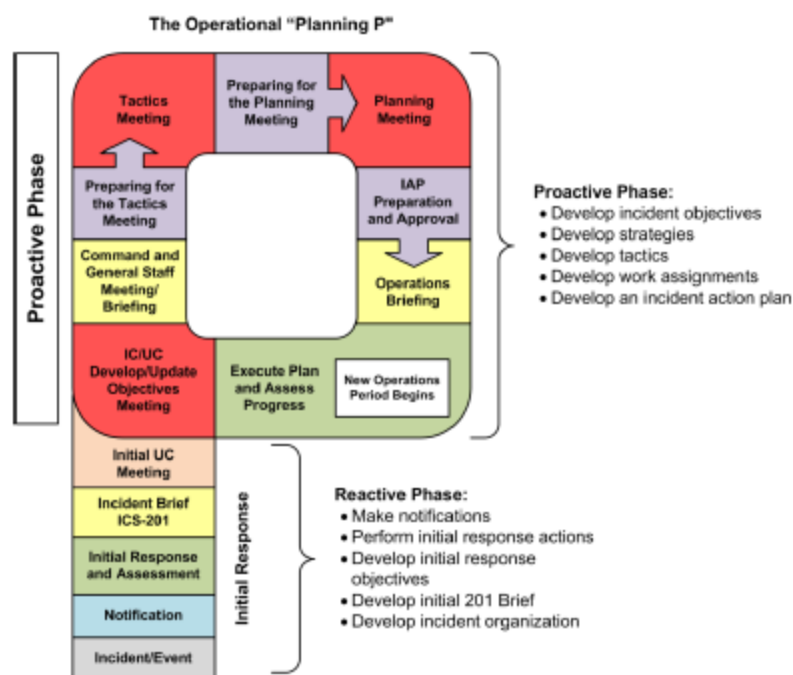 The Operational “Planning P"
Proactive Phase
Tactics
Meeting
Preparing for
the Planning
Meeting
Planning
Meeting
Preparing for
the Tactics
Meeting
IAP
Preparation
and Approval
Command and
General Staff
Meeting/
Briefing
Operations
Briefing
IC/UC
Develop/Update
Objectives
Meeting
Execute Plan
and Assess
Progress
New Operations
Period Begins
Proactive Phase:
• Develop incident objectives
• Develop strategies
• Develop tactics
• Develop work assignments
• Develop an incident action plan
Initial UC
Meeting
Incident Brief
ICS-201
Initial Response
and Assessment
Notification
Incident/Event
Initial Response
Reactive Phase:
• Make notifications
• Perform initial response actions
• Develop initial response
objectives
• Develop initial 201 Brief
• Develop incident organization